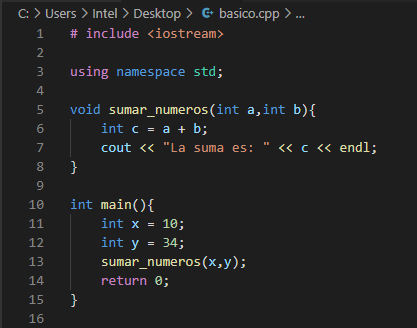 C: > Users > Intel > Desktop > basico.cpp > ...
1 # include <iostream>
2
3 using namespace std;
4
5 void sumar_numeros(int a,int b){
6 int c = a + b;
7 cout << "La suma es: " << c << endl;
8 }
9
10 int main(){
11 int x = 10;
12 int y = 34;
13 sumar_numeros(x,y);
14 return 0;
15 }
16